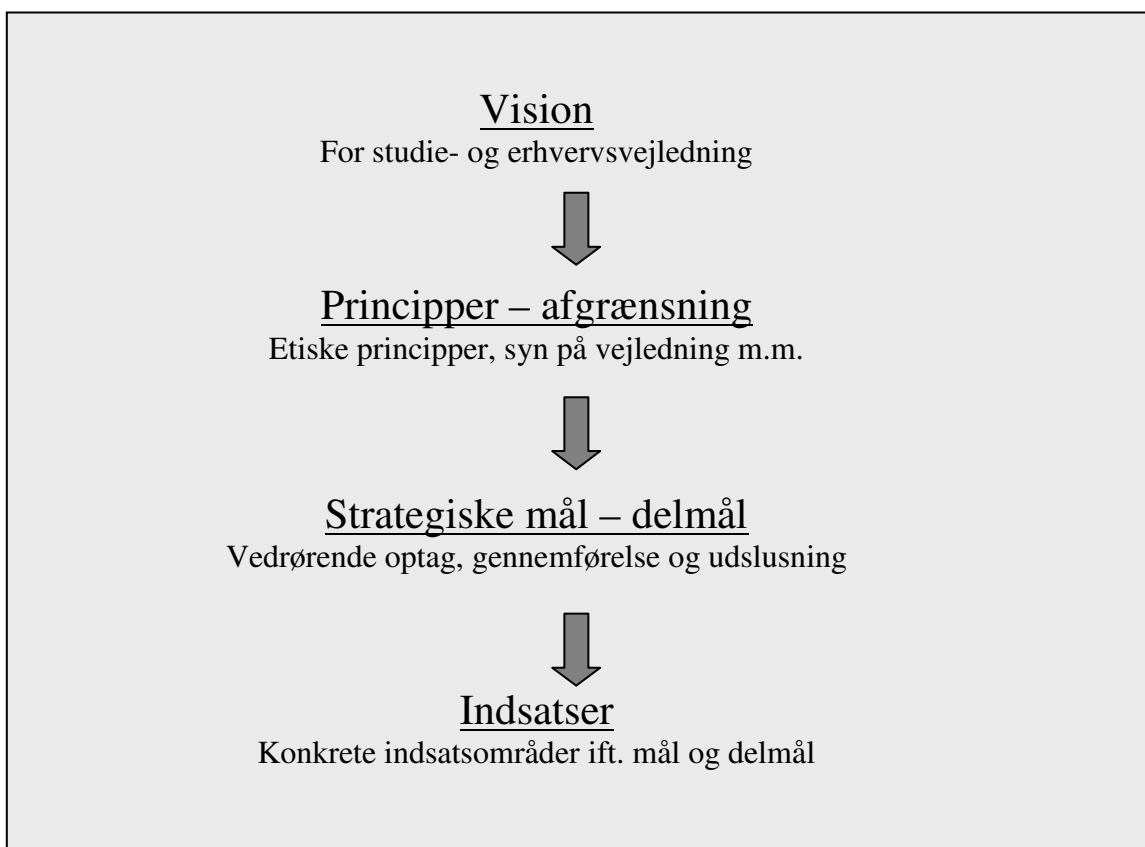 Vision
For studie- og erhvervsvejledning
Principper – afgrænsning
Etiske principper, syn på vejledning m.m.
Strategiske mål – delmål
Vedrørende optag, gennemførelse og udslusning
Indsatser
Konkrete indsatsområder ift. mål og delmål